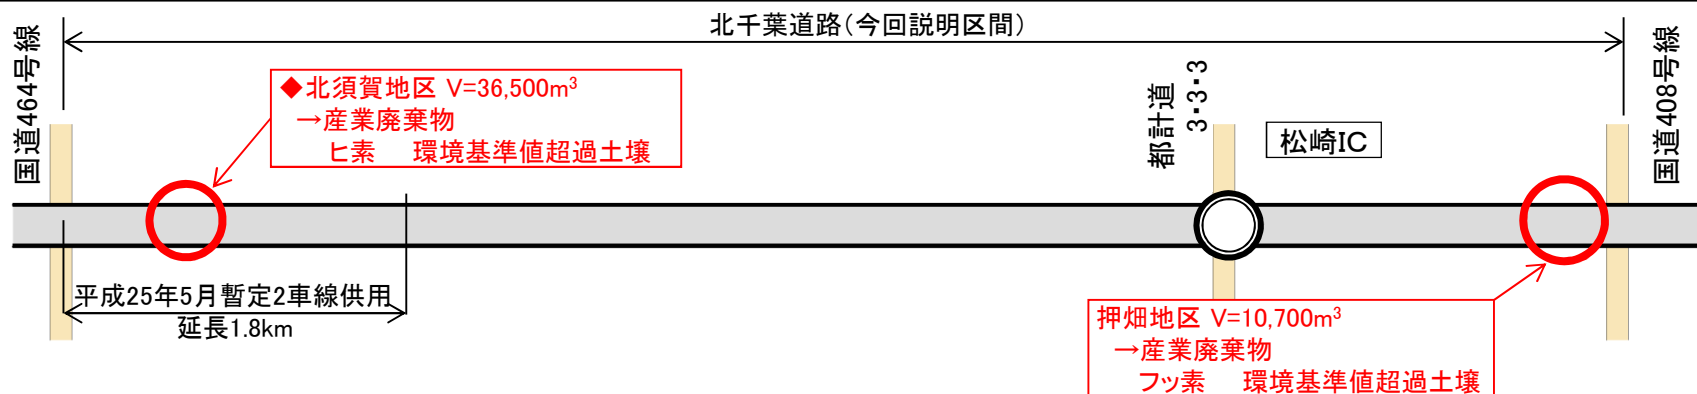 北千葉道路(今回説明区間)
国道464号線
◆北須賀地区 V=36,500m³
→産業廃棄物
ヒ素 環境基準値超過土壌
都計道
3・3・3
松崎IC
国道408号線
平成25年5月暫定2車線供用
延長1.8km
押畑地区 V=10,700m³
→産業廃棄物
フッ素 環境基準値超過土壌